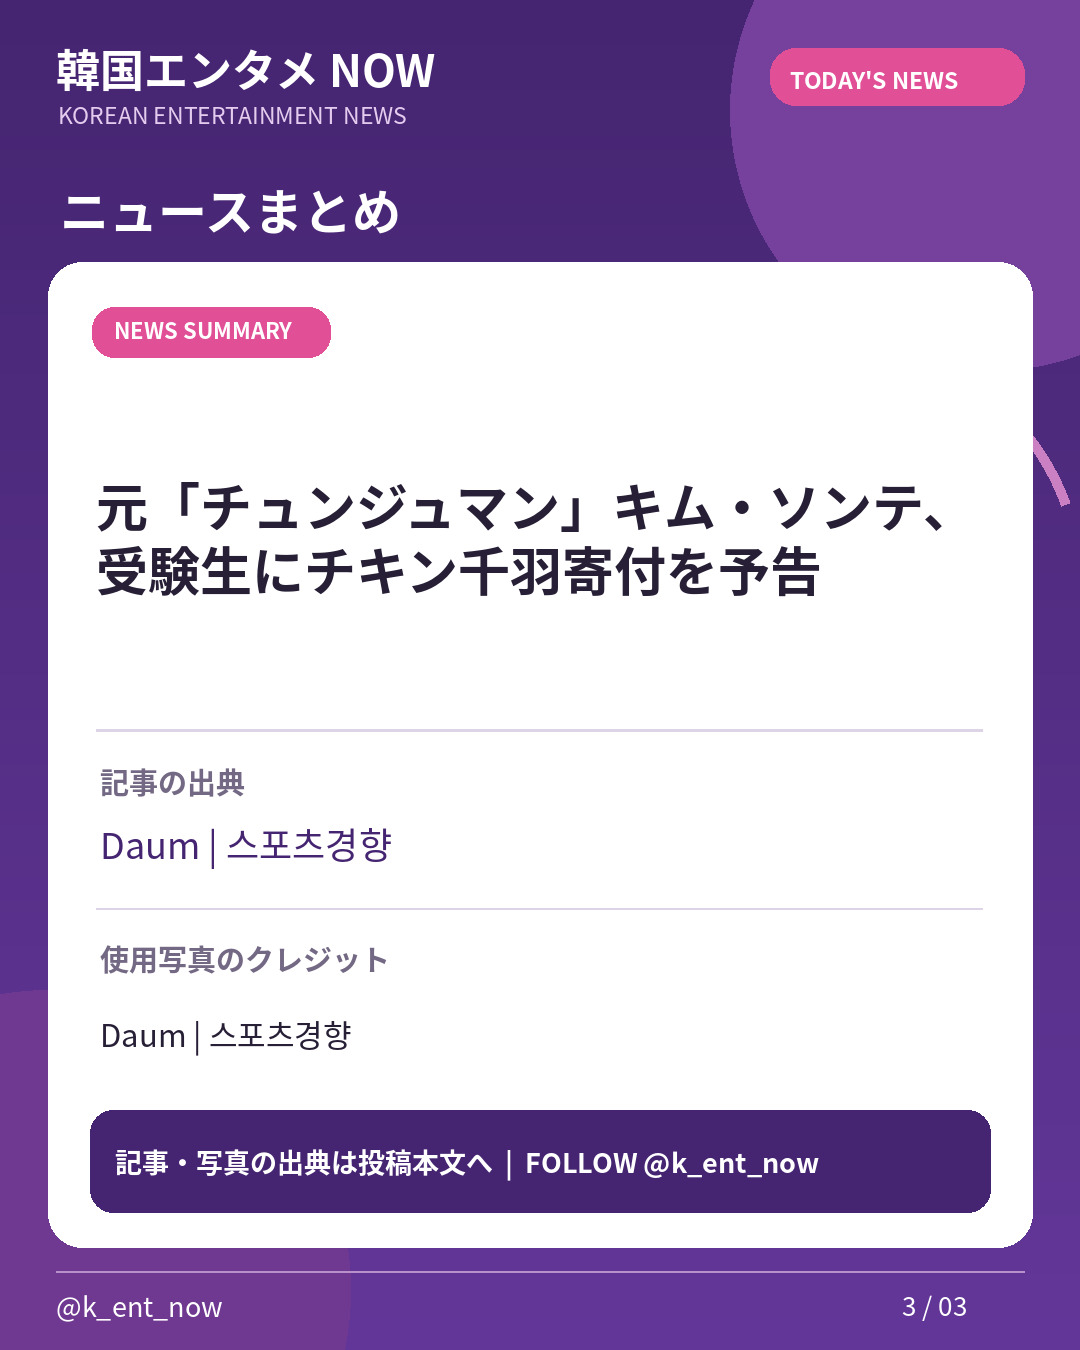 韓国エンタメ NOW
KOREAN ENTERTAINMENT NEWS
TODAY'S NEWS
ニュースまとめ
NEWS SUMMARY
元「チュンジュマン」キム・ソンテ、
受験生にチキン千羽寄付を予告
記事の出典
Daum | 스포츠경향
使用写真のクレジット
Daum | 스포츠경향
記事・写真の出典は投稿本文へ | FOLLOW @k_ent_now
@k_ent_now
3 / 03